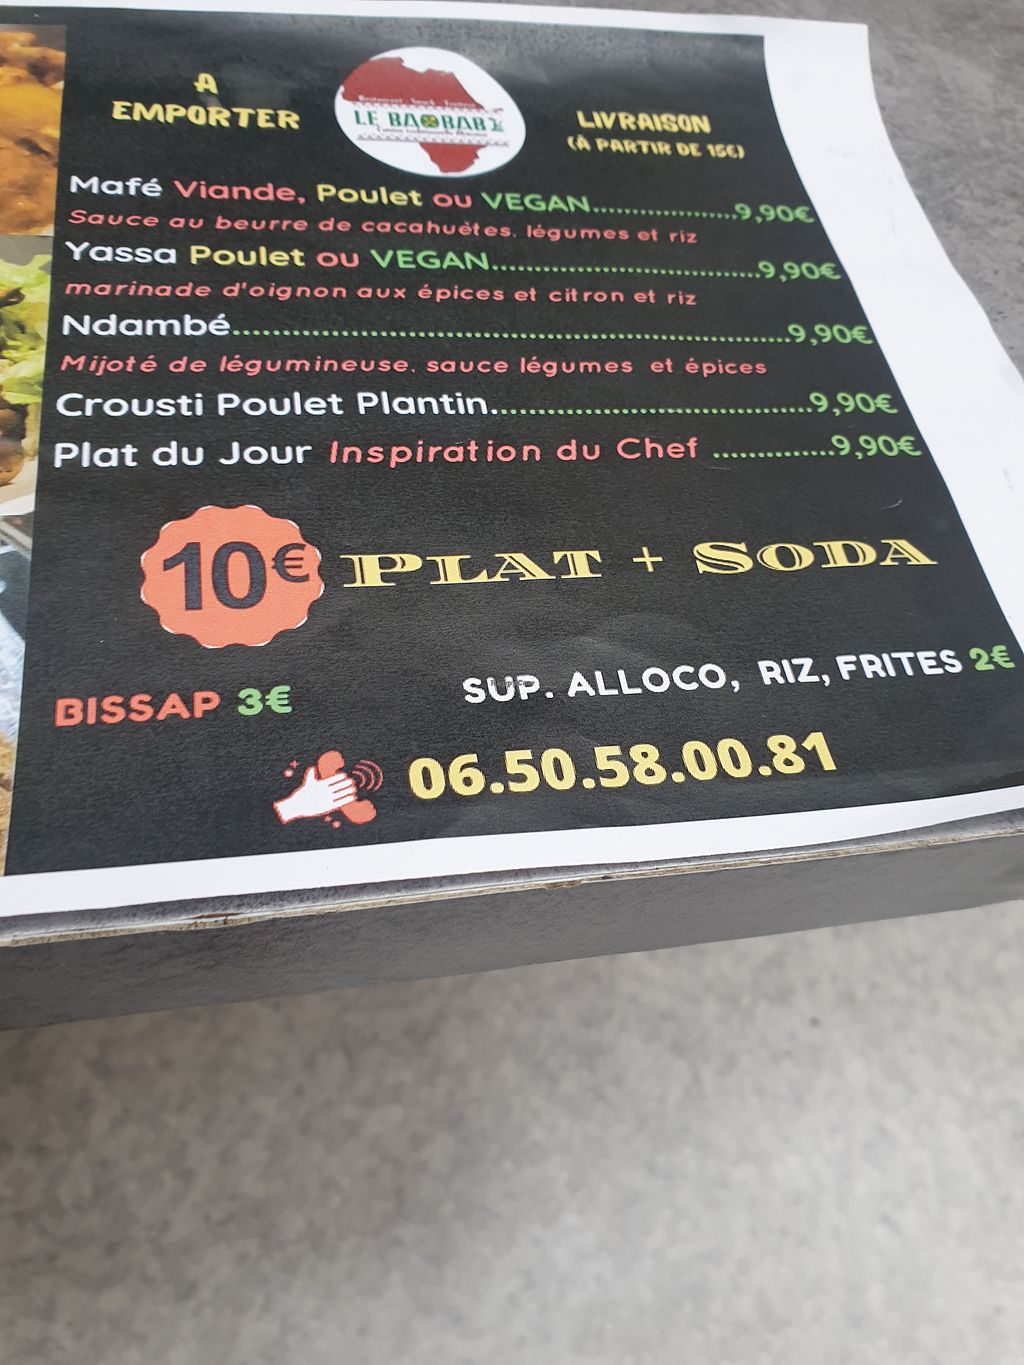 A
EMPORTER
Restaurant - Snack - Traiteur
LE BAOBAB
LIVRAISON
(À PARTIR DE 15€)
Mafé Viande, Poulet ou VEGAN..................9,90€
Sauce au beurre de cacahuètes, légumes et riz
Yassa Poulet ou VEGAN.................................9,90€
marinade d'oignon aux épices et citron et riz
Ndambé.....................................................................9,90€
Mijoté de légumineuse, sauce légumes et épices
Crousti Poulet Plantin.......................................9,90€
Plat du Jour Inspiration du Chef ...............9,90€
10€ PLAT + SODA
BISSAP 3€
SUP. ALLOCO, RIZ, FRITES 2€
06.50.58.00.81